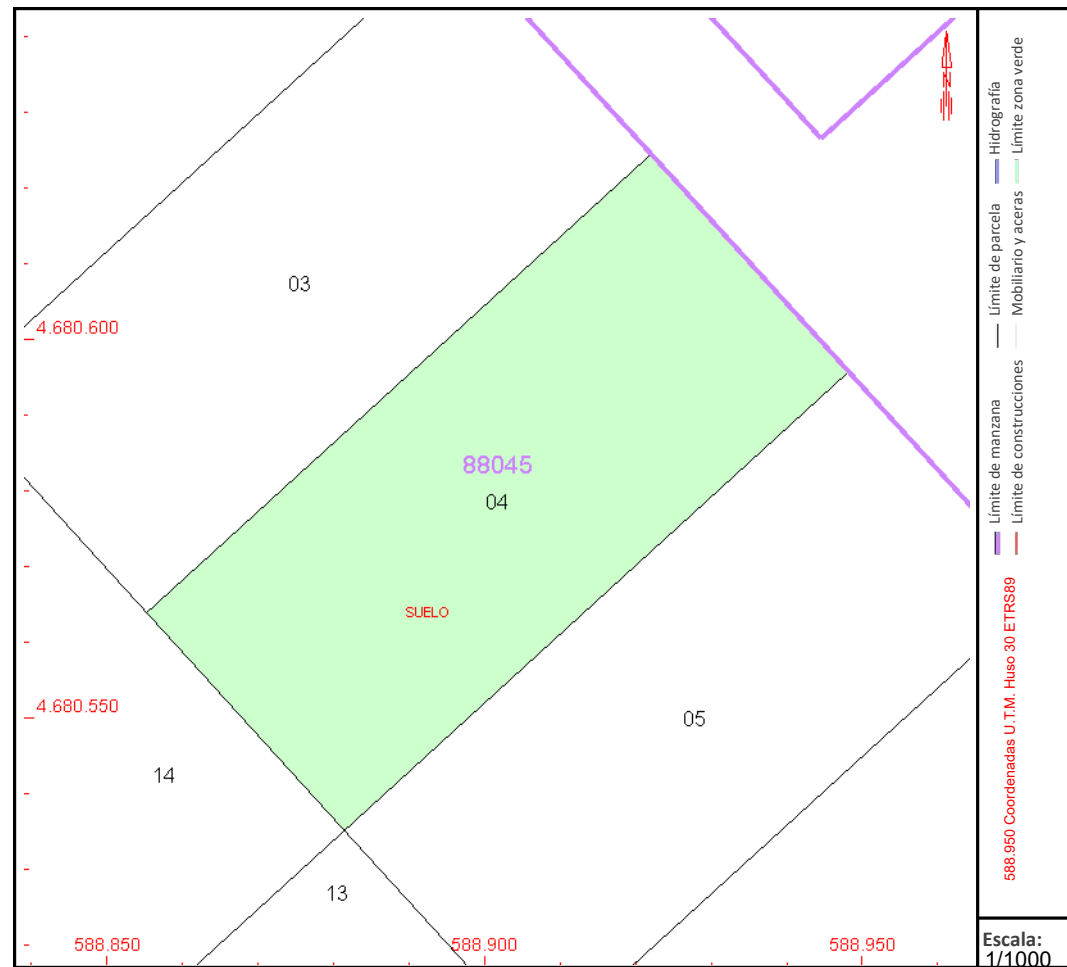 N
03
4.680.600
88045
04
SUELO
4.680.550
05
14
13
588.850
588.900
588.950
Límite de manzana
Límite de parcela
Hidrografía
Límite de construcciones
Mobiliario y aceras
Límite zona verde
588.950 Coordenadas U.T.M. Huso 30 ETRS89
Escala:
1/1000